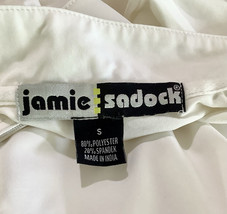 jamie sadock®
S
80% POLYESTER
20% SPANDEX
MADE IN INDIA